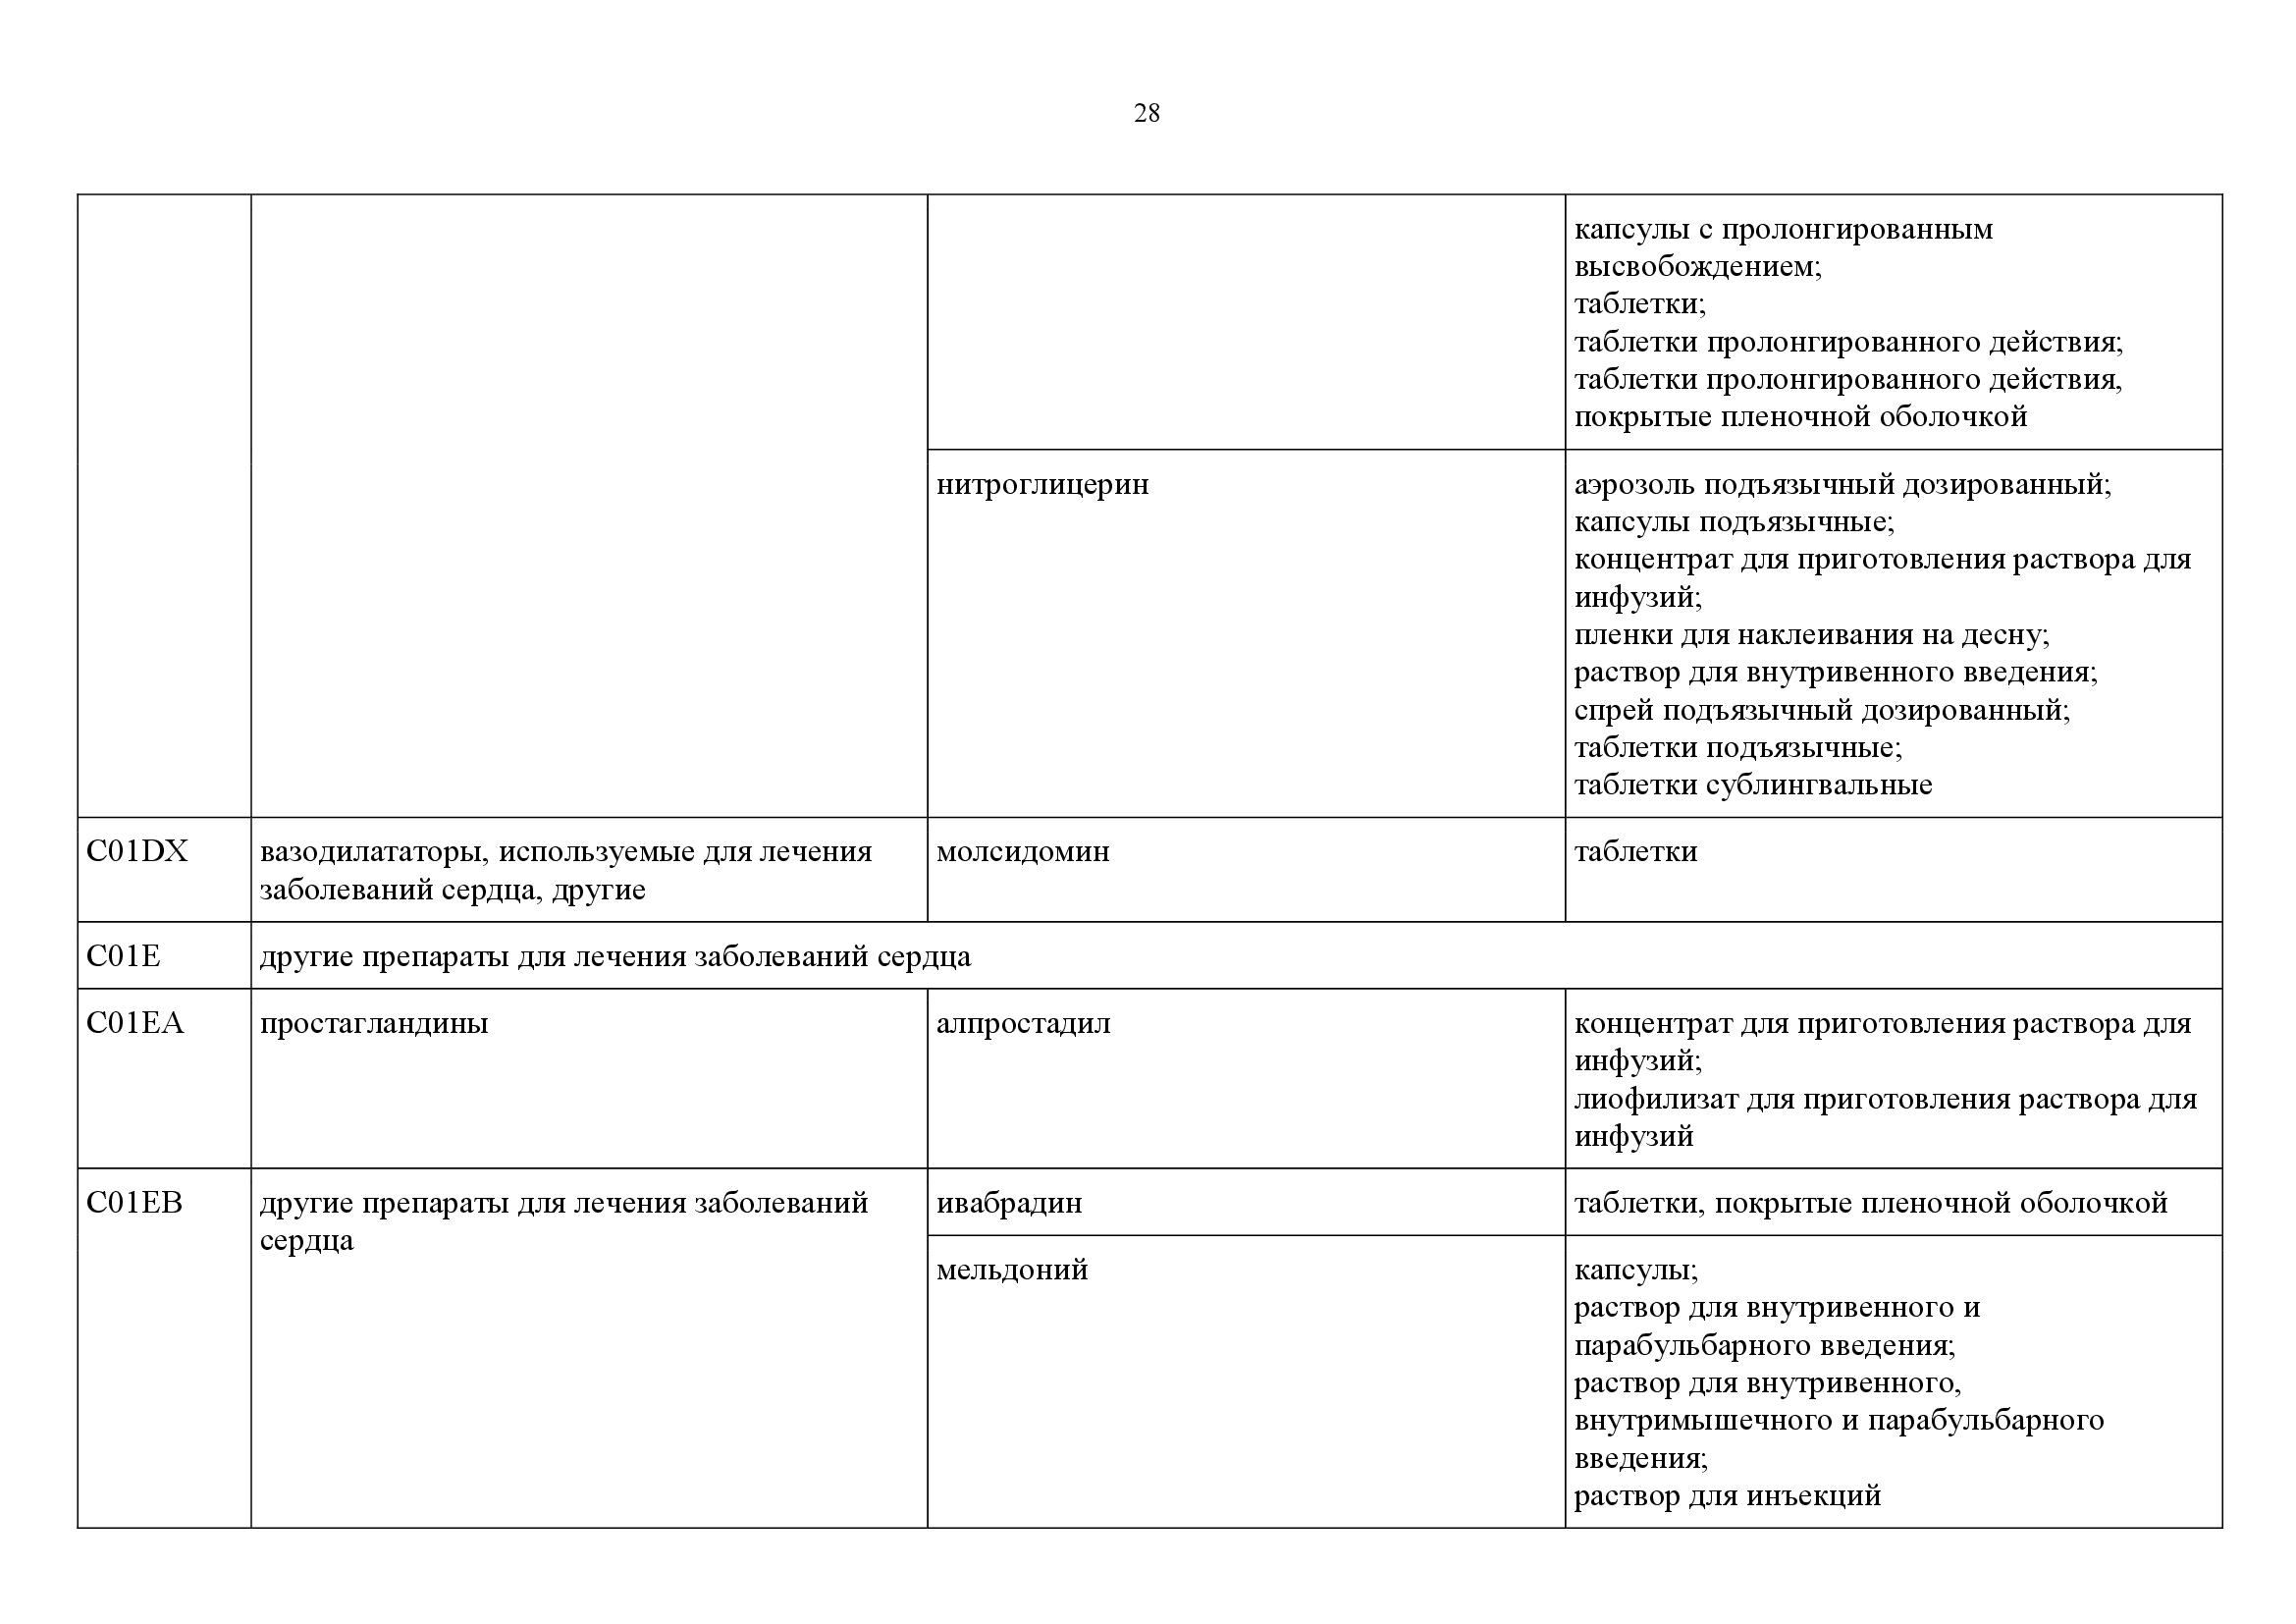 28
капсулы с пролонгированным
высвобождением;
таблетки;
таблетки пролонгированного действия;
таблетки пролонгированного действия,
покрытые пленочной оболочкой
нитроглицерин
аэрозоль подъязычный дозированный;
капсулы подъязычные;
концентрат для приготовления раствора для
инфузий;
пленки для наклеивания на десну;
раствор для внутривенного введения;
спрей подъязычный дозированный;
таблетки подъязычные;
таблетки сублингвальные
C01DX
вазодилататоры, используемые для лечения
заболеваний сердца, другие
молсидомин
таблетки
C01E
другие препараты для лечения заболеваний сердца
C01EA
простагландины
алпростадил
концентрат для приготовления раствора для
инфузий;
лиофилизат для приготовления раствора для
инфузий
C01EB
другие препараты для лечения заболеваний
сердца
ивабрадин
таблетки, покрытые пленочной оболочкой
мельдоний
капсулы;
раствор для внутривенного и
парабульбарного введения;
раствор для внутривенного,
внутримышечного и парабульбарного
введения;
раствор для инъекций